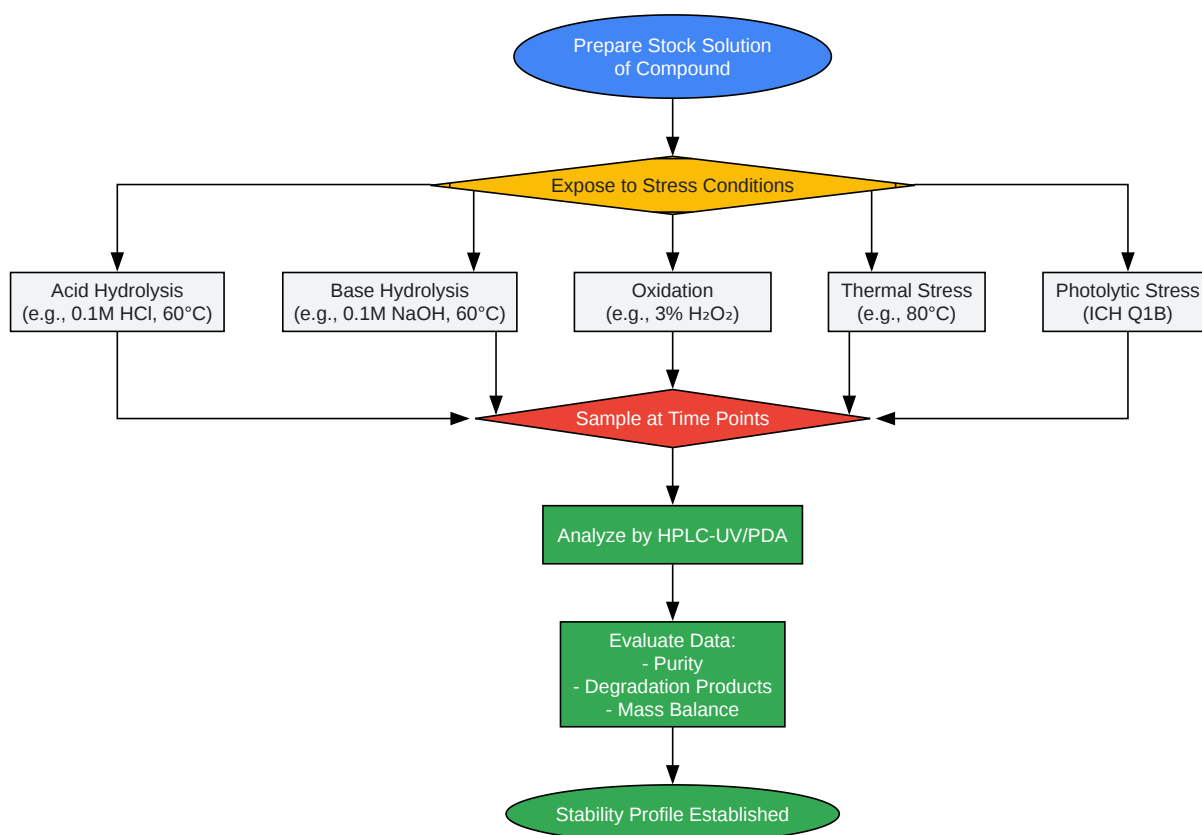 Prepare Stock Solution
of Compound
Expose to Stress Conditions
Acid Hydrolysis
(e.g., 0.1M HCl, 60°C)
Base Hydrolysis
(e.g., 0.1M NaOH, 60°C)
Oxidation
(e.g., 3% H₂O₂)
Thermal Stress
(e.g., 80°C)
Photolytic Stress
(ICH Q1B)
Sample at Time Points
Analyze by HPLC-UV/PDA
Evaluate Data:
- Purity
- Degradation Products
- Mass Balance
Stability Profile Established